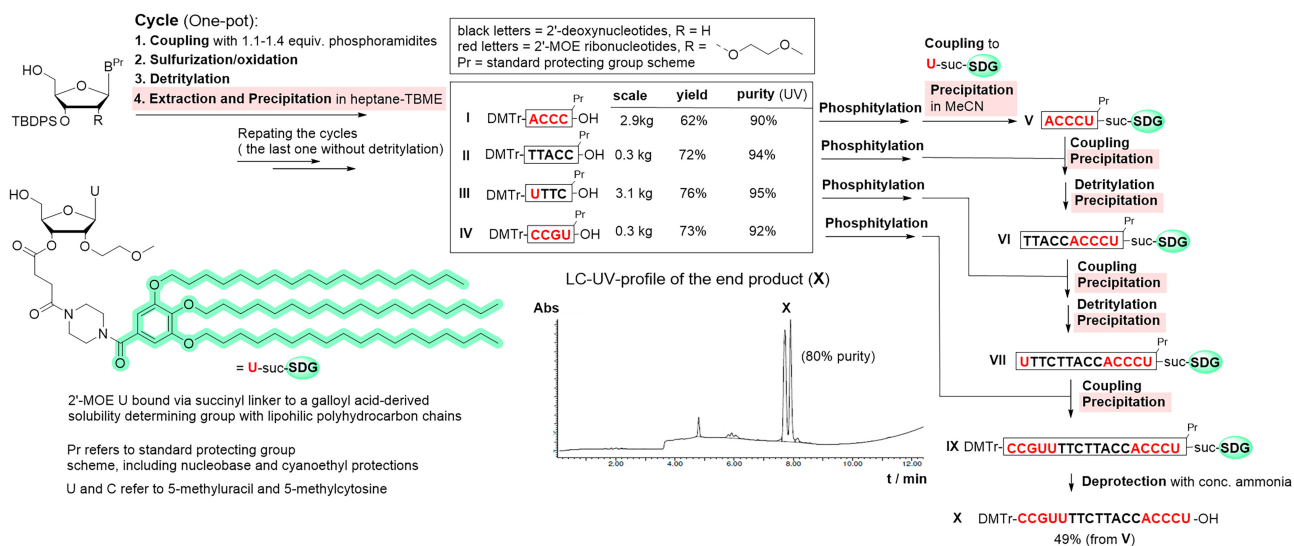 Cycle (One-pot):
1. Coupling with 1.1-1.4 equiv. phosphoramidites
2. Sulfurization/oxidation
3. Detritylation
4. Extraction and Precipitation in heptane-TBME
Repating the cycles
( the last one without detritylation)
HO
O
B^Pr
TBDPSO
R
black letters = 2'-deoxynucleotides, R = H
red letters = 2'-MOE ribonucleotides, R =
O
O
Pr = standard protecting group scheme
scale yield purity (UV)
Pr
I DMTr-ACCC-OH 2.9kg 62% 90%
Pr
II DMTr-TTACC-OH 0.3 kg 72% 94%
Pr
III DMTr-UTTC-OH 3.1 kg 76% 95%
Pr
IV DMTr-CCGU-OH 0.3 kg 73% 92%
Phosphitylation
Phosphitylation
Phosphitylation
Phosphitylation
Coupling to
U-suc-SDG
Precipitation
in MeCN
Pr
V ACCCU-suc-SDG
Coupling
Precipitation
Detritylation
Precipitation
Pr
VI TTACCACCCU-suc-SDG
Coupling
Precipitation
Detritylation
Precipitation
Pr
VII UTTCTTACCACCCU-suc-SDG
Coupling
Precipitation
Pr
IX DMTr-CCGUUTTCTTACCACCCU-suc-SDG
Deprotection with conc. ammonia
X DMTr-CCGUUTTCTTACCACCCU-OH
49% (from V)
HO
U
O
O
O
O
O
O
N
N
O
O
O
O
= U-suc-SDG
2'-MOE U bound via succinyl linker to a galloyl acid-derived
solubility determining group with lipohilic polyhydrocarbon chains
Pr refers to standard protecting group
scheme, including nucleobase and cyanoethyl protections
U and C refer to 5-methyluracil and 5-methylcytosine
LC-UV-profile of the end product (X)
Abs
X
(80% purity)
2.00 4.00 6.00 8.00 10.00 12.00
t / min